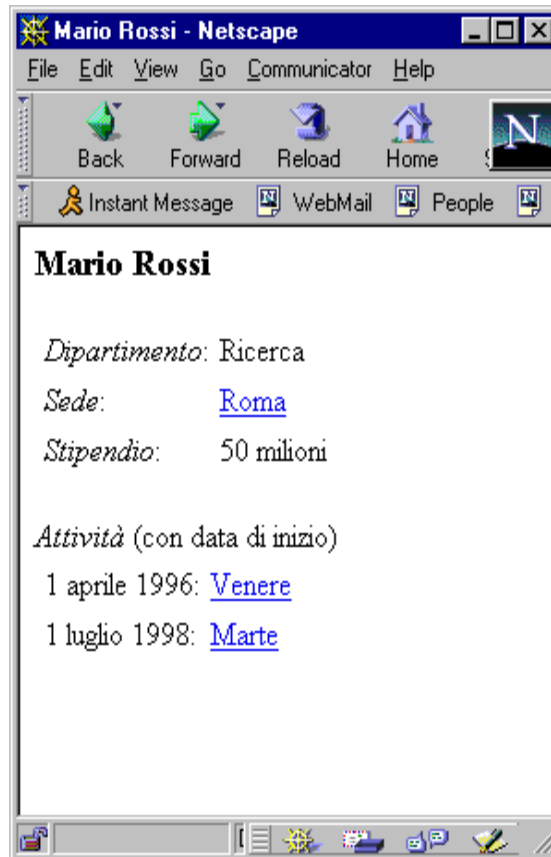 Mario Rossi - Netscape
File Edit View Go Communicator Help
Back Forward Reload Home N
Instant Message WebMail People
Mario Rossi
Dipartimento: Ricerca
Sede: Roma
Stipendio: 50 milioni
Attività (con data di inizio)
1 aprile 1996: Venere
1 luglio 1998: Marte